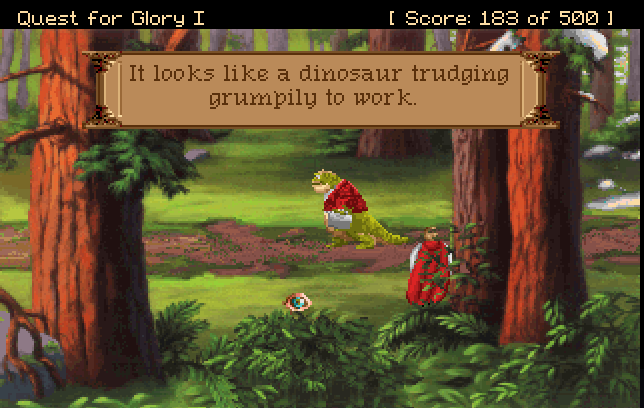 Quest for Glory I [ Score: 183 of 500 ]
It looks like a dinosaur trudging
grumpily to work.